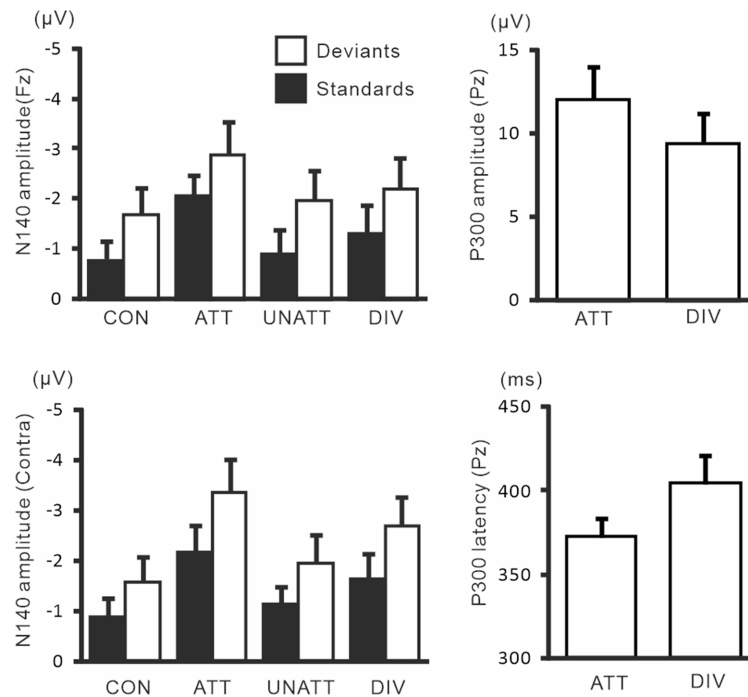 (μV)
N140 amplitude(Fz)
-5
-4
-3
-2
-1
0
Deviants
Standards
CON ATT UNATT DIV
(μV)
P300 amplitude (Pz)
15
10
5
0
ATT DIV
(μV)
N140 amplitude (Contra)
-5
-4
-3
-2
-1
0
CON ATT UNATT DIV
(ms)
P300 latency (Pz)
450
400
350
300
ATT DIV